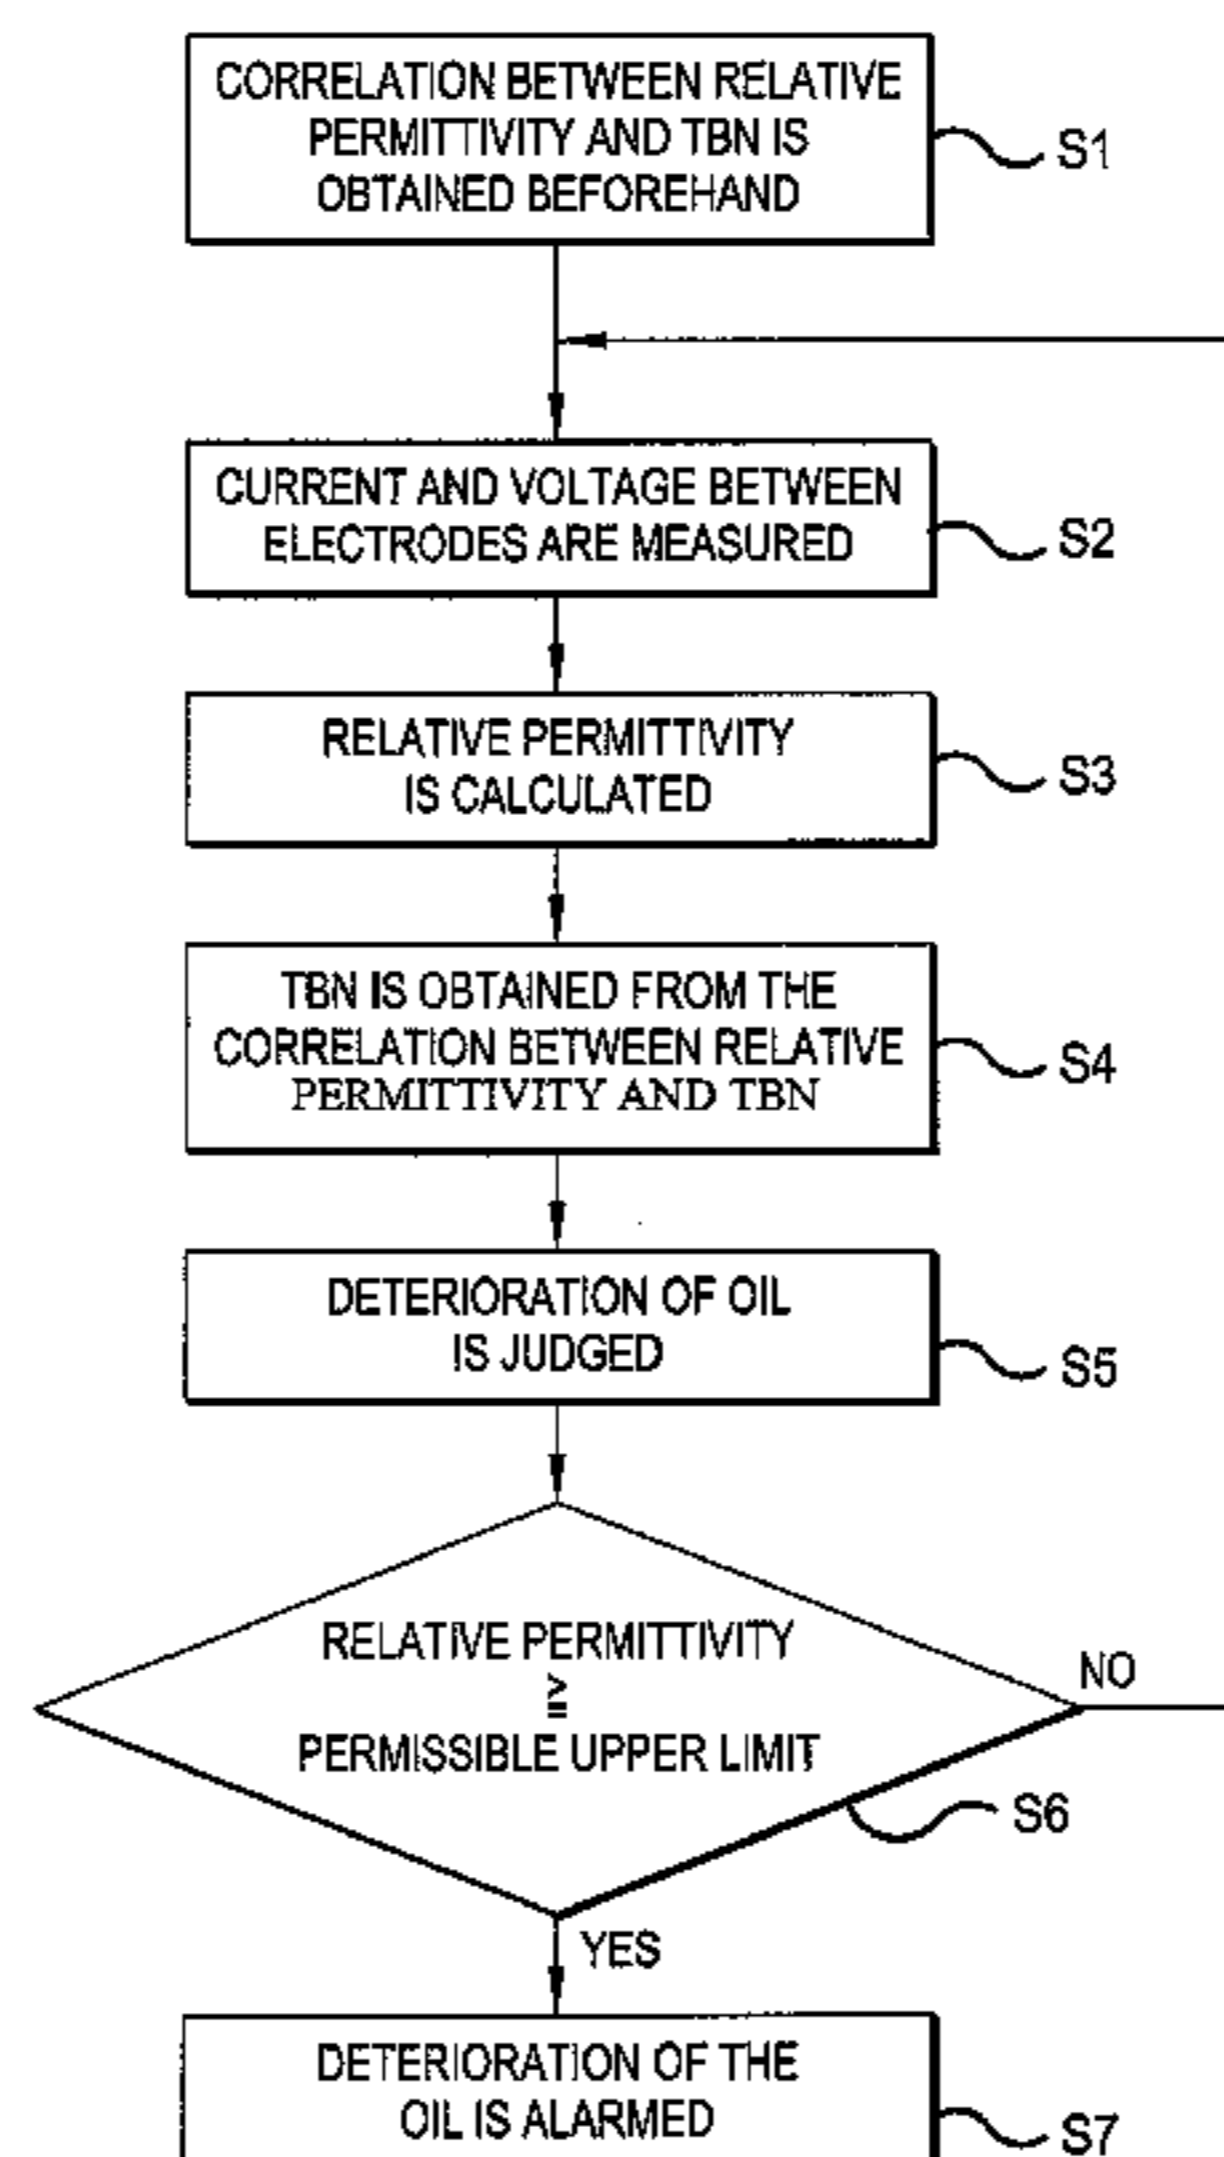 CORRELATION BETWEEN RELATIVE
PERMITTIVITY AND TBN IS
OBTAINED BEFOREHAND
S1
CURRENT AND VOLTAGE BETWEEN
ELECTRODES ARE MEASURED
S2
RELATIVE PERMITTIVITY
IS CALCULATED
S3
TBN IS OBTAINED FROM THE
CORRELATION BETWEEN RELATIVE
PERMITTIVITY AND TBN
S4
DETERIORATION OF OIL
IS JUDGED
S5
RELATIVE PERMITTIVITY
≧
PERMISSIBLE UPPER LIMIT
NO
S6
YES
DETERIORATION OF THE
OIL IS ALARMED
S7